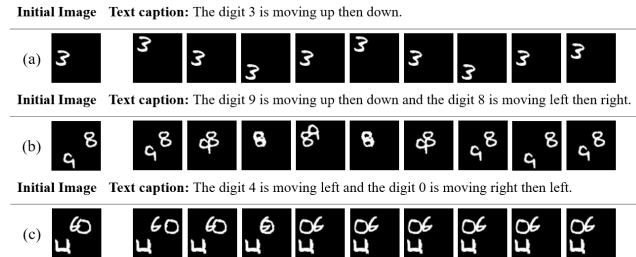 Initial Image Text caption: The digit 3 is moving up then down.
(a)
Initial Image Text caption: The digit 9 is moving up then down and the digit 8 is moving left then right.
(b)
Initial Image Text caption: The digit 4 is moving left and the digit 0 is moving right then left.
(c)